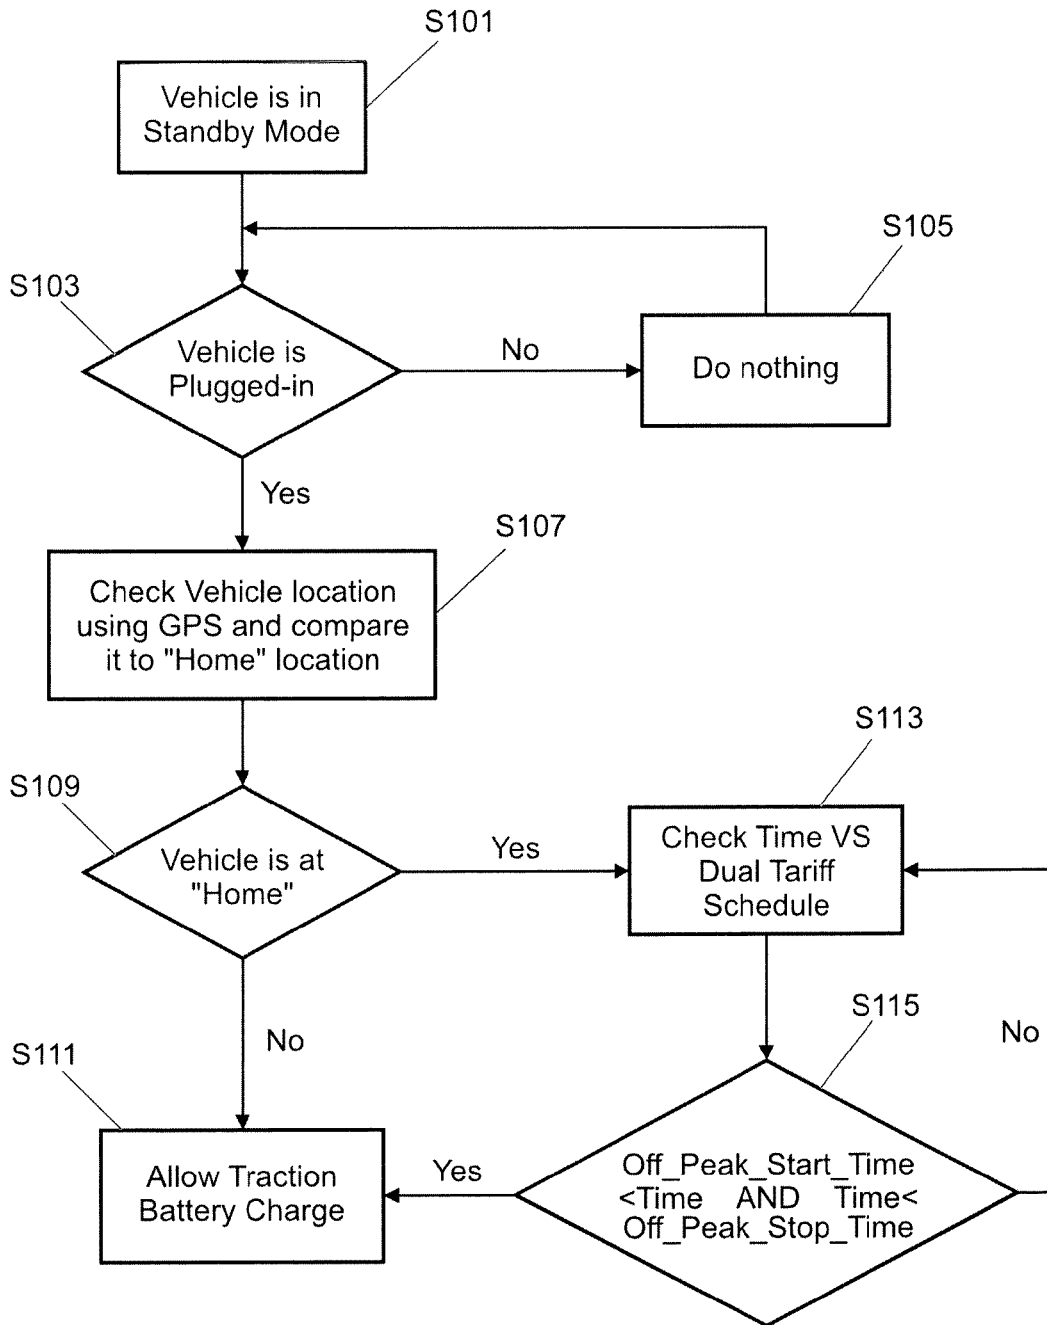 S101
Vehicle is in
Standby Mode
S105
S103
Vehicle is
Plugged-in
No
Do nothing
Yes
S107
Check Vehicle location
using GPS and compare
it to "Home" location
S113
S109
Vehicle is at
"Home"
Yes
Check Time VS
Dual Tariff
Schedule
S115
No
No
S111
Allow Traction
Battery Charge
Yes
Off_Peak_Start_Time
<Time AND Time<
Off_Peak_Stop_Time